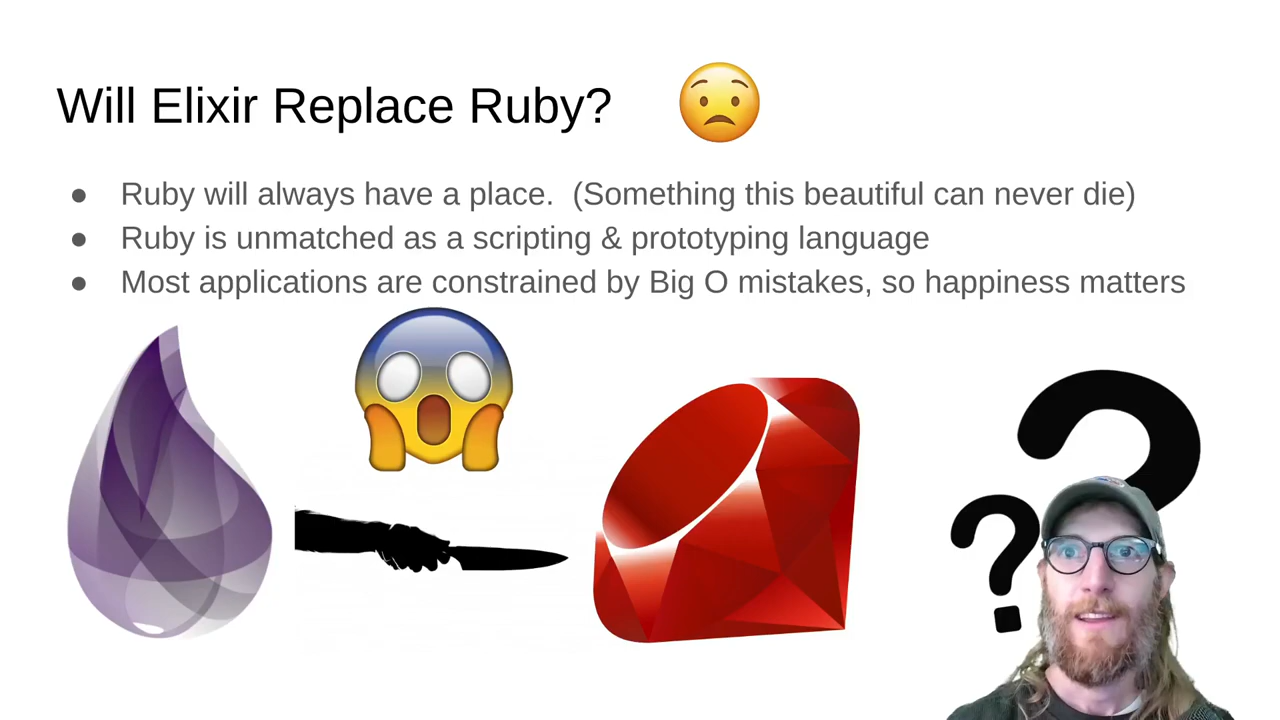 Will Elixir Replace Ruby?
● Ruby will always have a place.  (Something this beautiful can never die)
● Ruby is unmatched as a scripting & prototyping language
● Most applications are constrained by Big O mistakes, so happiness matters
? ?